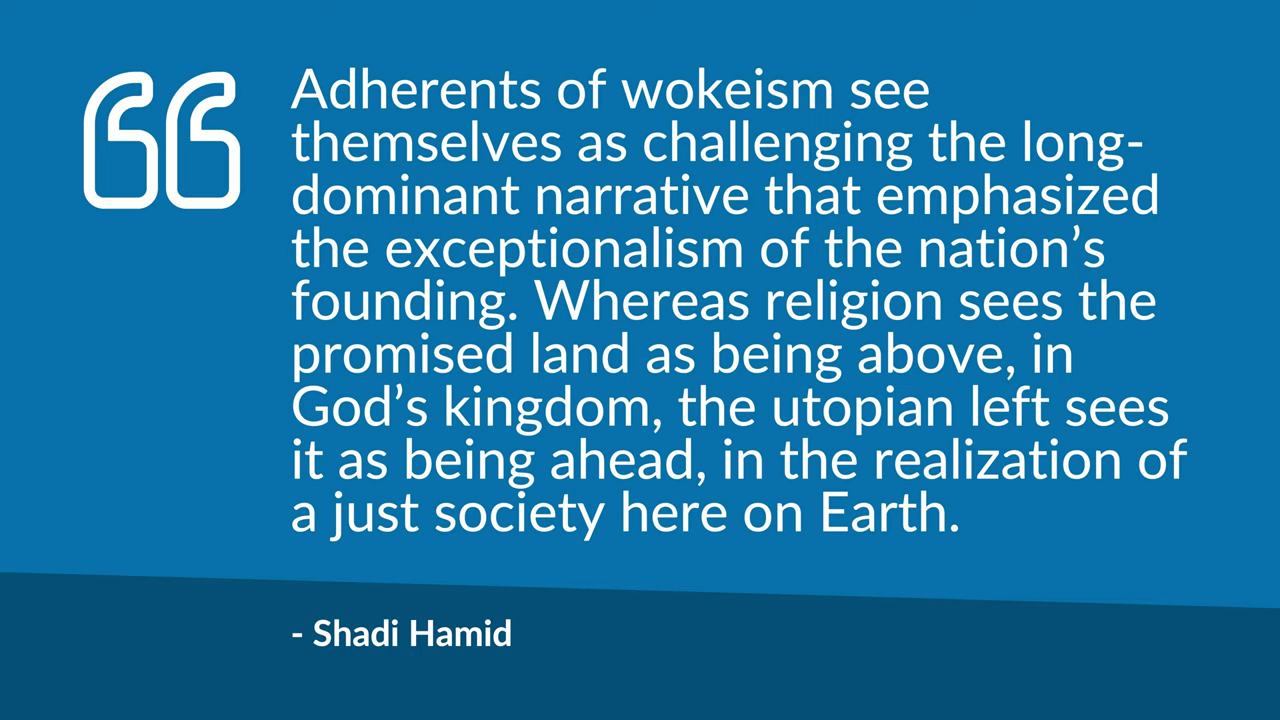 Adherents of wokeism see
themselves as challenging the long-
dominant narrative that emphasized
the exceptionalism of the nation’s
founding. Whereas religion sees the
promised land as being above, in
God’s kingdom, the utopian left sees
it as being ahead, in the realization of
a just society here on Earth.
- Shadi Hamid